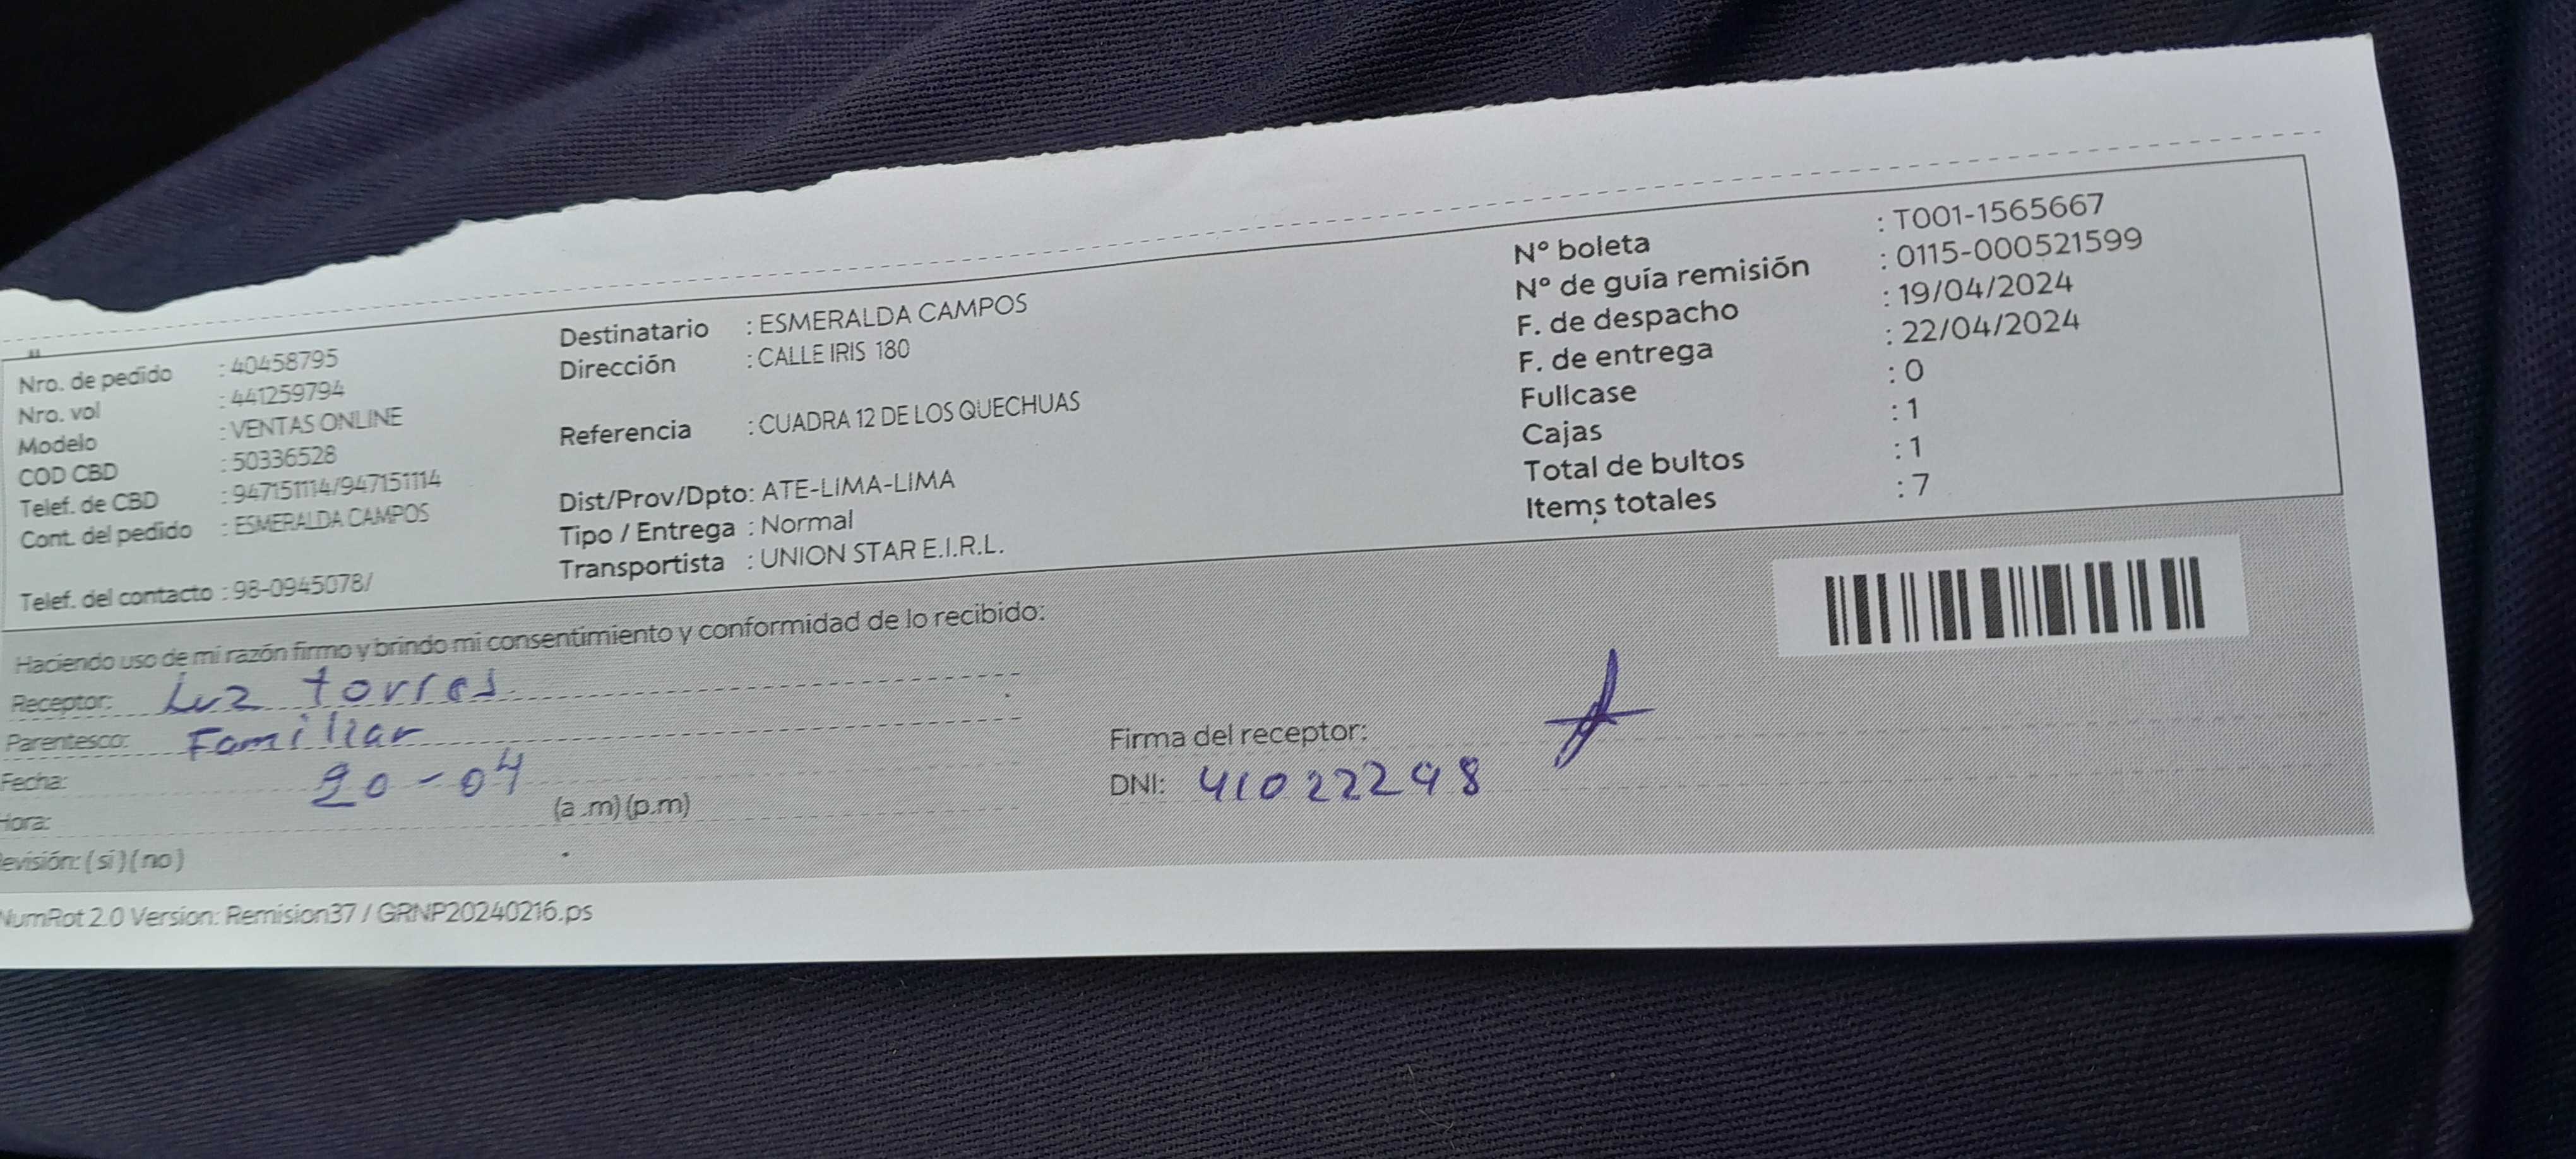 Nro. de pedido : 40458795
Nro. vol : 441259794
Modelo : VENTAS ONLINE
COD CBD : 50336528
Telef. de CBD : 947151114/947151114
Cont. del pedido : ESMERALDA CAMPOS
Telef. del contacto : 98-0945078/
Destinatario : ESMERALDA CAMPOS
Dirección : CALLE IRIS 180
Referencia : CUADRA 12 DE LOS QUECHUAS
Dist/Prov/Dpto: ATE-LIMA-LIMA
Tipo / Entrega : Normal
Transportista : UNION STAR E.I.R.L.
Nº boleta : T001-1565667
Nº de guía remisión : 0115-000521599
F. de despacho : 19/04/2024
F. de entrega : 22/04/2024
Fullcase : 0
Cajas : 1
Total de bultos : 1
Items totales : 7
Haciendo uso de mi razón firmo y brindo mi consentimiento y conformidad de lo recibido:
Receptor: Luz torres
Parentesco: Familiar
Fecha: 20-04
Hora: (a .m) (p.m)
evisión: ( si ) ( no )
Firma del receptor:
DNI: 41022298
NumRot 2.0 Version: Remision37 / GRNP20240216.ps